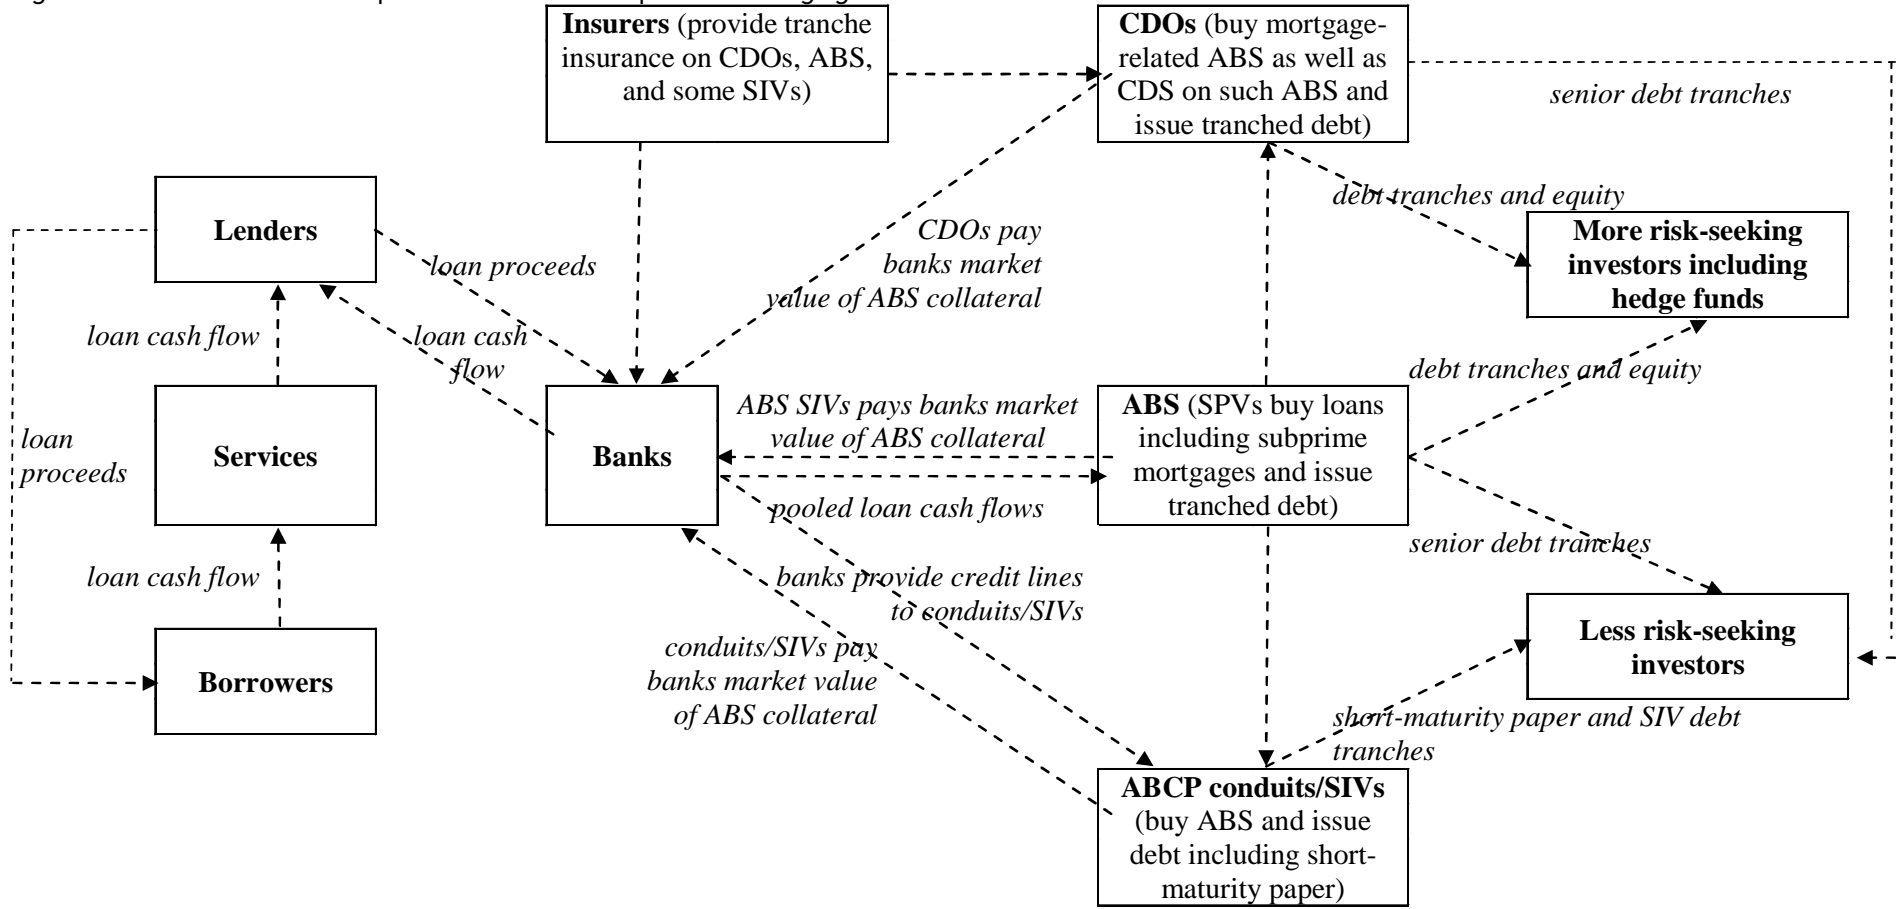 Insurers (provide tranche
insurance on CDOs, ABS,
and some SIVs)
CDOs (buy mortgage-
related ABS as well as
CDS on such ABS and
issue tranched debt)
senior debt tranches
debt tranches and equity
Lenders
loan proceeds
CDOs pay
banks market
value of ABS collateral
More risk-seeking
investors including
hedge funds
loan cash flow
loan cash
flow
debt tranches and equity
loan
proceeds
Services
Banks
ABS SIVs pays banks market
value of ABS collateral
pooled loan cash flows
ABS (SPVs buy loans
including subprime
mortgages and issue
tranched debt)
senior debt tranches
loan cash flow
banks provide credit lines
to conduits/SIVs
Borrowers
conduits/SIVs pay
banks market value
of ABS collateral
Less risk-seeking
investors
short-maturity paper and SIV debt
tranches
ABCP conduits/SIVs
(buy ABS and issue
debt including short-
maturity paper)